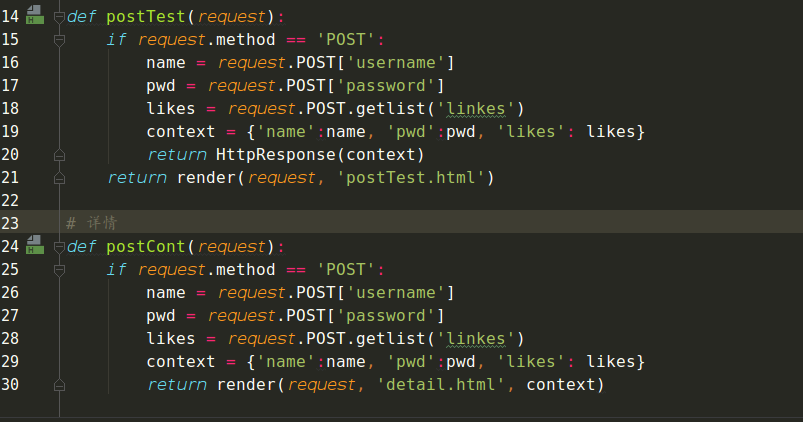 14 def postTest(request):
15 if request.method == 'POST':
16 name = request.POST['username']
17 pwd = request.POST['password']
18 likes = request.POST.getlist('linkes')
19 context = {'name':name, 'pwd':pwd, 'likes': likes}
20 return HttpResponse(context)
21 return render(request, 'postTest.html')
22
23 # 详情
24 def postCont(request):
25 if request.method == 'POST':
26 name = request.POST['username']
27 pwd = request.POST['password']
28 likes = request.POST.getlist('linkes')
29 context = {'name':name, 'pwd':pwd, 'likes': likes}
30 return render(request, 'detail.html', context)